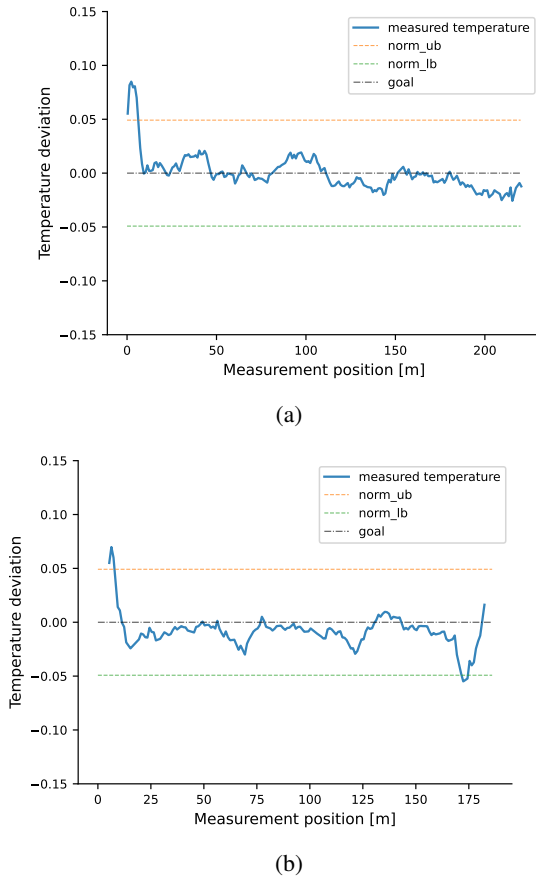 0.15
measured temperature
norm_ub
norm_lb
goal
0.10
0.05
0.00
−0.05
−0.10
−0.15
Temperature deviation
0 50 100 150 200
Measurement position [m]
(a)
0.15
measured temperature
norm_ub
norm_lb
goal
0.10
0.05
0.00
−0.05
−0.10
−0.15
Temperature deviation
0 25 50 75 100 125 150 175
Measurement position [m]
(b)